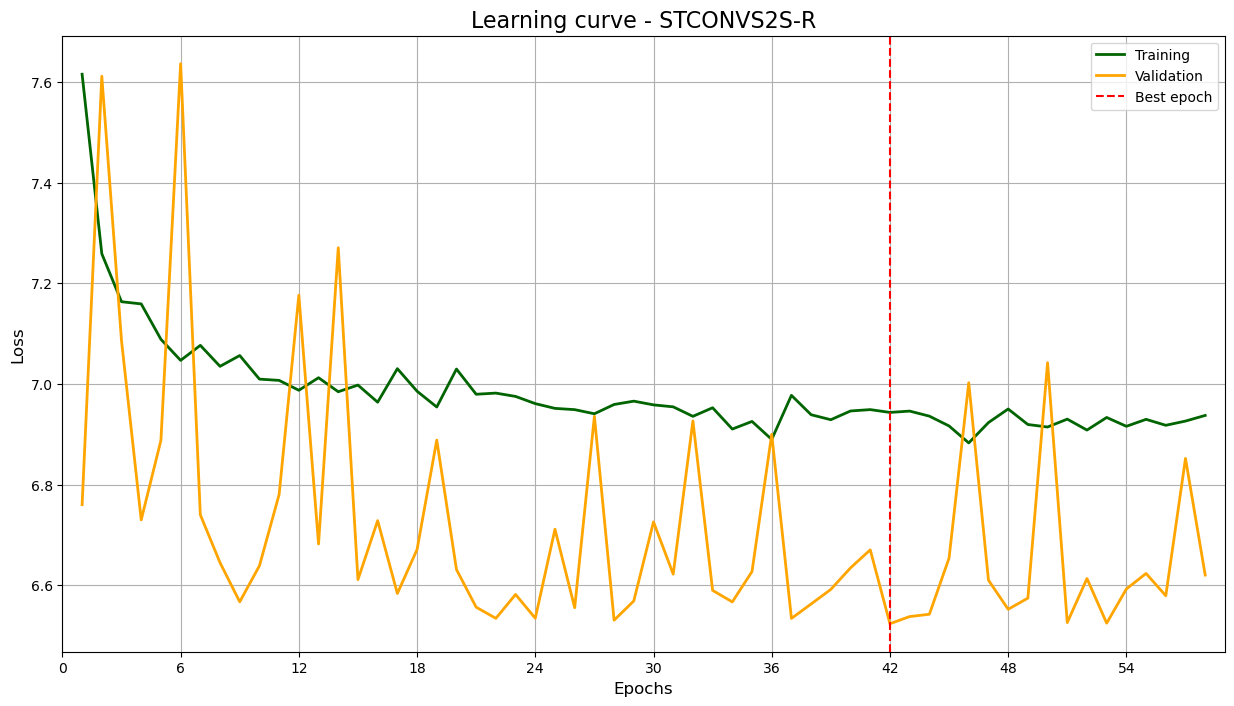 Learning curve - STCONVS2S-R
Training
Validation
Best epoch
Loss
7.6
7.4
7.2
7.0
6.8
6.6
0 6 12 18 24 30 36 42 48 54
Epochs